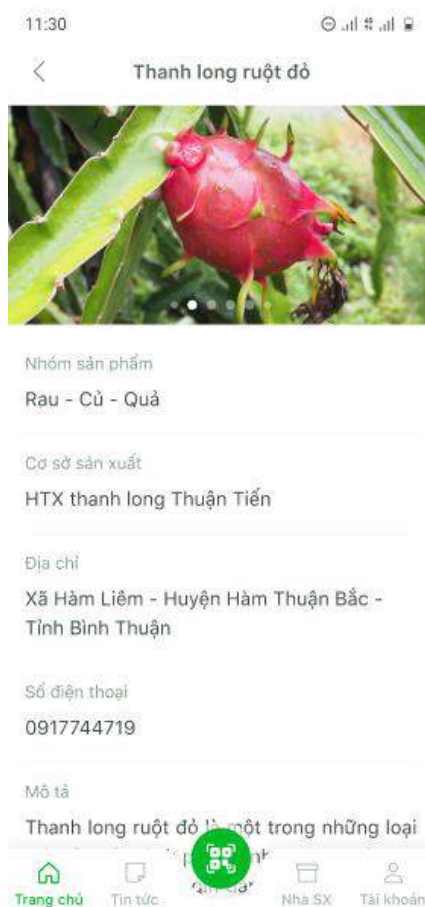 11:30
Thanh long ruột đỏ
Nhóm sản phẩm
Rau - Củ - Quả
Cơ sở sản xuất
HTX thanh long Thuận Tiến
Địa chỉ
Xã Hàm Liêm - Huyện Hàm Thuận Bắc -
Tỉnh Bình Thuận
Số điện thoại
0917744719
Mô tả
Thanh long ruột đỏ là một trong những loại
Trang chủ
Tin tức
Nhà SX
Tài khoản